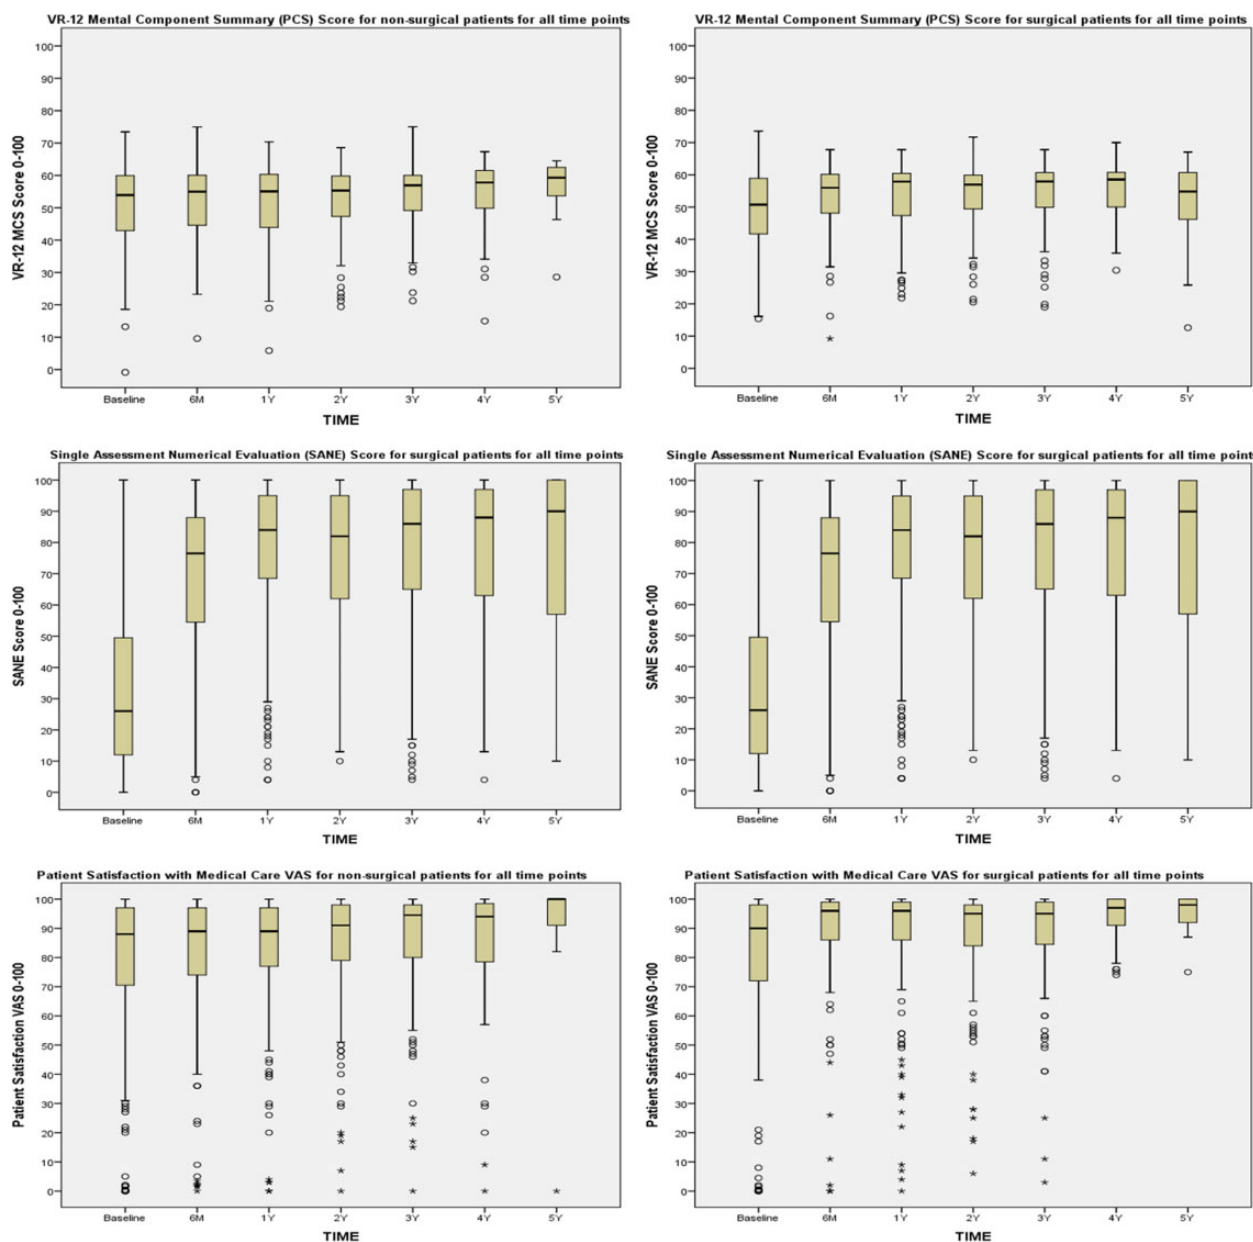 VR-12 Mental Component Summary (PCS) Score for non-surgical patients for all time points
VR-12 MCS Score 0-100
100
90
80
70
60
50
40
30
20
10
0
Baseline 6M 1Y 2Y 3Y 4Y 5Y
TIME
VR-12 Mental Component Summary (PCS) Score for surgical patients for all time points
VR-12 MCS Score 0-100
100
90
80
70
60
50
40
30
20
10
0
Baseline 6M 1Y 2Y 3Y 4Y 5Y
TIME
Single Assessment Numerical Evaluation (SANE) Score for surgical patients for all time points
SANE Score 0-100
100
90
80
70
60
50
40
30
20
10
0
Baseline 6M 1Y 2Y 3Y 4Y 5Y
TIME
Single Assessment Numerical Evaluation (SANE) Score for surgical patients for all time point
SANE Score 0-100
100
90
80
70
60
50
40
30
20
10
0
Baseline 6M 1Y 2Y 3Y 4Y 5Y
TIME
Patient Satisfaction with Medical Care VAS for non-surgical patients for all time points
Patient Satisfaction VAS 0-100
100
90
80
70
60
50
40
30
20
10
0
Baseline 6M 1Y 2Y 3Y 4Y 5Y
TIME
Patient Satisfaction with Medical Care VAS for surgical patients for all time points
Patient Satisfaction VAS 0-100
100
90
80
70
60
50
40
30
20
10
0
Baseline 6M 1Y 2Y 3Y 4Y 5Y
TIME